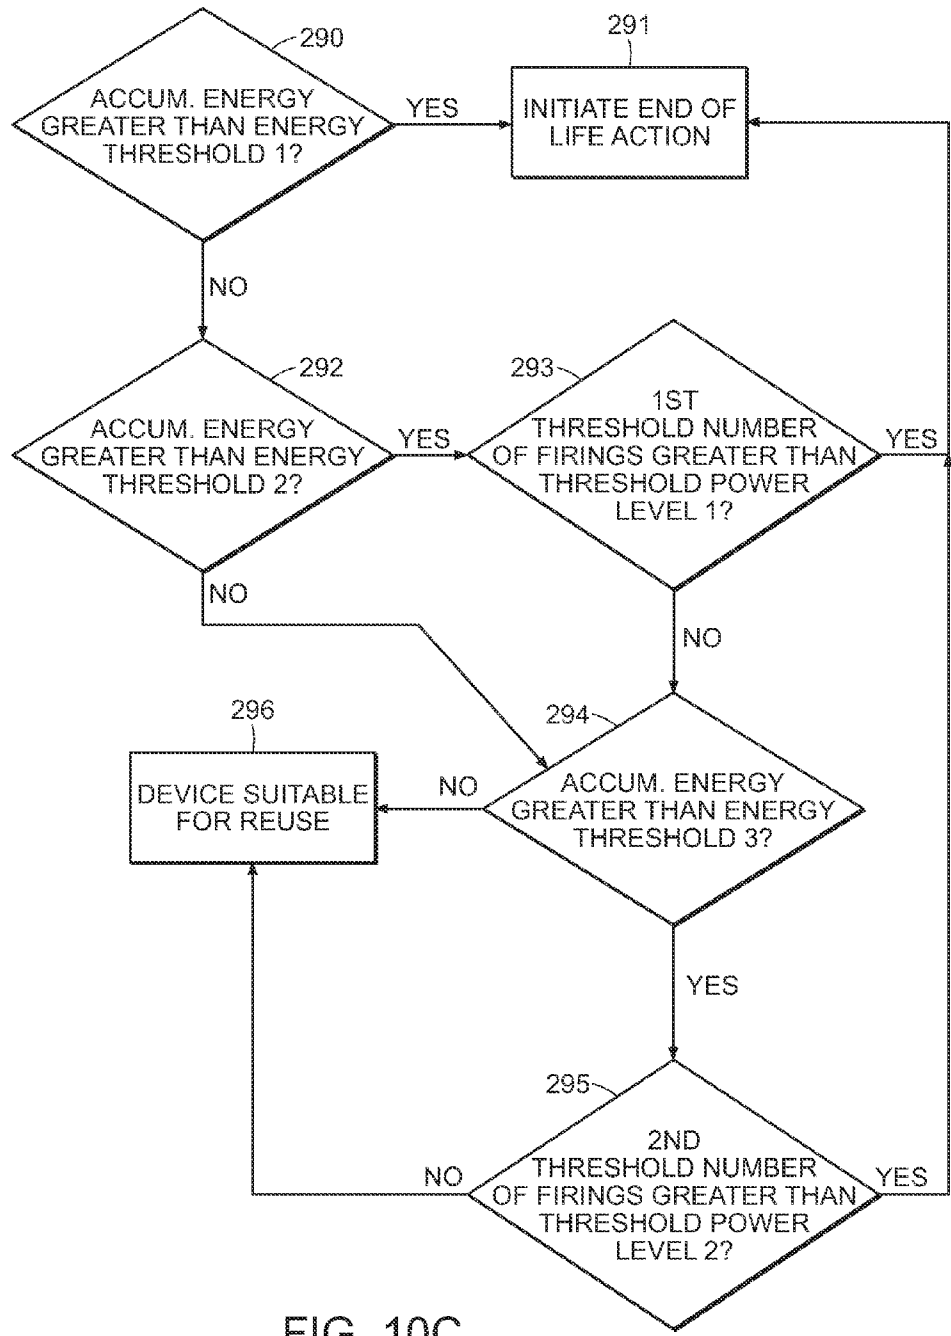 290
ACCUM. ENERGY
GREATER THAN ENERGY
THRESHOLD 1?
YES
291
INITIATE END OF
LIFE ACTION
NO
292
ACCUM. ENERGY
GREATER THAN ENERGY
THRESHOLD 2?
YES
293
1ST
THRESHOLD NUMBER
OF FIRINGS GREATER THAN
THRESHOLD POWER
LEVEL 1?
YES
NO
NO
294
ACCUM. ENERGY
GREATER THAN ENERGY
THRESHOLD 3?
NO
296
DEVICE SUITABLE
FOR REUSE
YES
295
2ND
THRESHOLD NUMBER
OF FIRINGS GREATER THAN
THRESHOLD POWER
LEVEL 2?
NO
YES
FIG. 10C